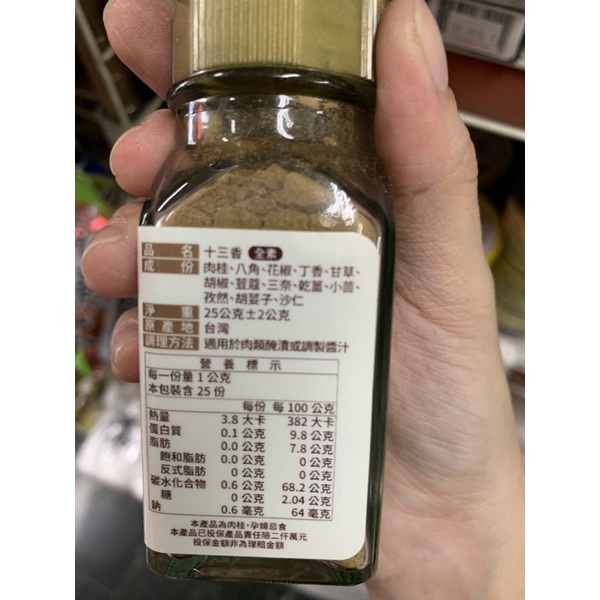 品名 十三香 全素
成份 肉桂、八角、花椒、丁香、甘草、
胡椒、荳蔻、三奈、乾薑、小茴、
孜然、胡荽子、沙仁
淨重 25公克±2公克
原產地 台灣
調理方法 適用於肉類醃漬或調製醬汁
營養標示
每一份量 1 公克
本包裝含 25 份
每份 每 100 公克
熱量 3.8 大卡 382 大卡
蛋白質 0.1 公克 9.8 公克
脂肪 0.0 公克 7.8 公克
飽和脂肪 0.0 公克 0 公克
反式脂肪 0 公克 0 公克
碳水化合物 0.6 公克 68.2 公克
糖 0 公克 2.04 公克
鈉 0.6 毫克 64 毫克
本產品為肉桂，孕婦忌食
本產品已投保產品責任險二仟萬元
投保金額非為理賠金額